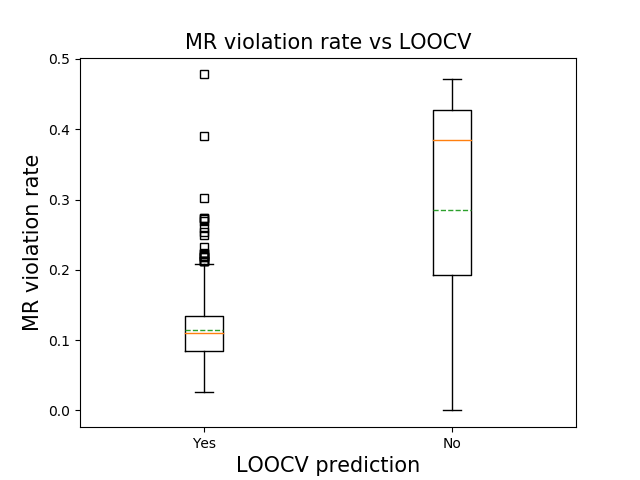 MR violation rate vs LOOCV
MR violation rate
0.5
0.4
0.3
0.2
0.1
0.0
Yes
No
LOOCV prediction